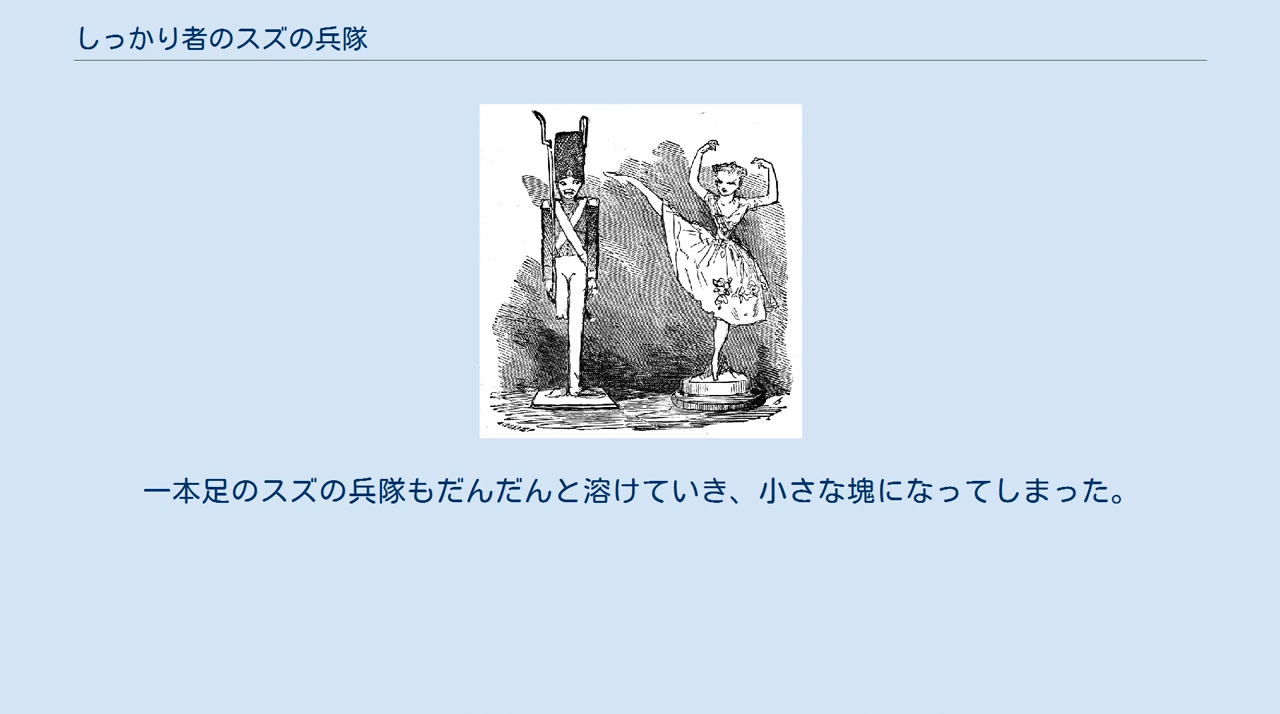 しっかり者のスズの兵隊
一本足のスズの兵隊もだんだんと溶けていき、小さな塊になってしまった。